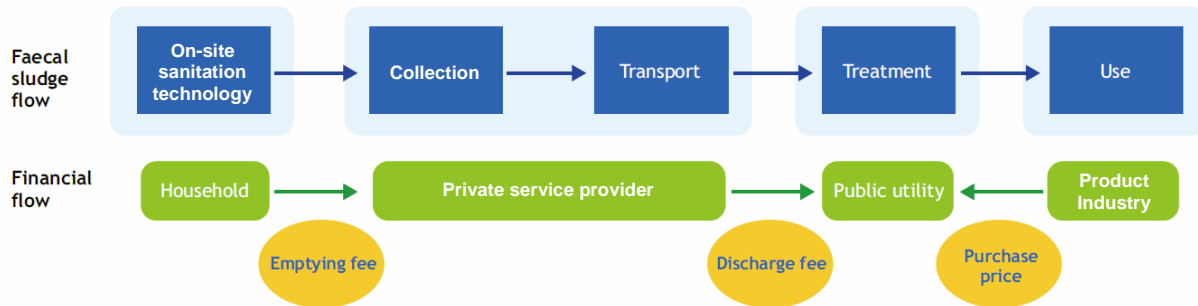 Faecal
sludge
flow
On-site
sanitation
technology
Collection
Transport
Treatment
Use
Financial
flow
Household
Private service provider
Public utility
Product
Industry
Emptying fee
Discharge fee
Purchase
price